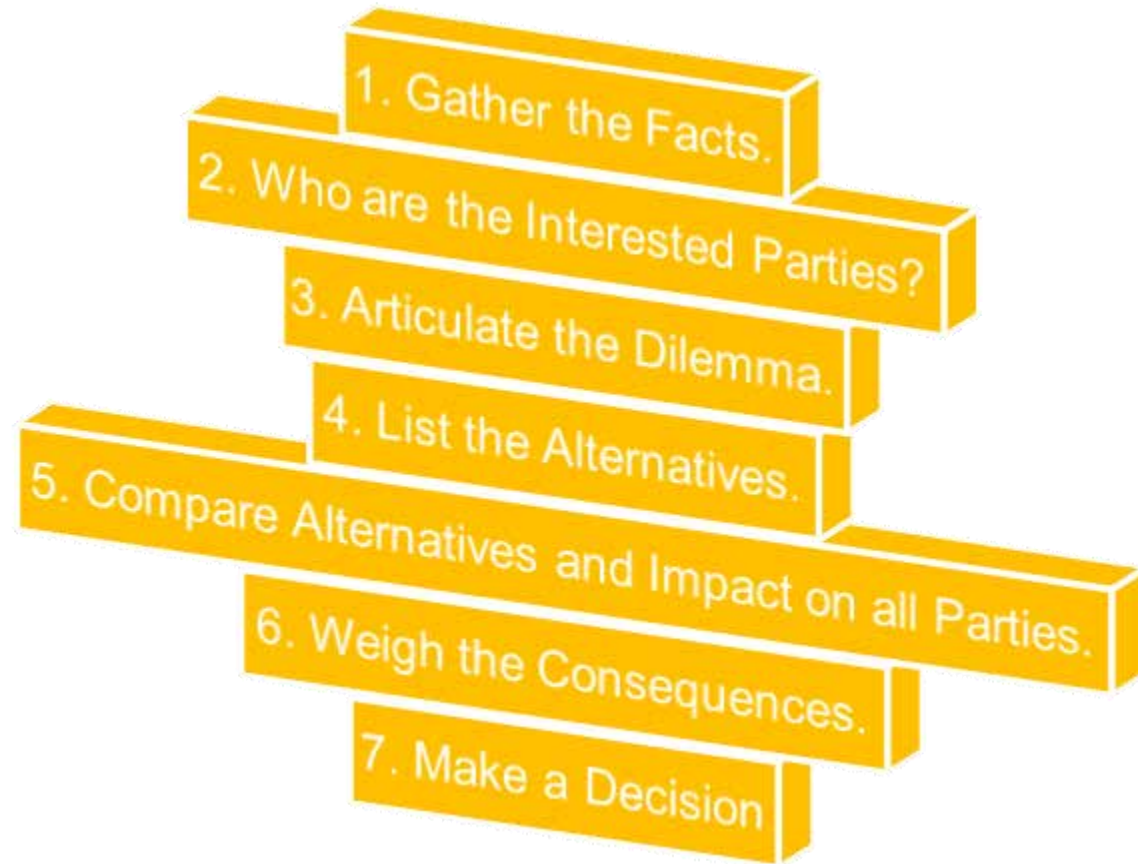 1. Gather the Facts.
2. Who are the Interested Parties?
3. Articulate the Dilemma.
4. List the Alternatives.
5. Compare Alternatives and Impact on all Parties.
6. Weigh the Consequences.
7. Make a Decision